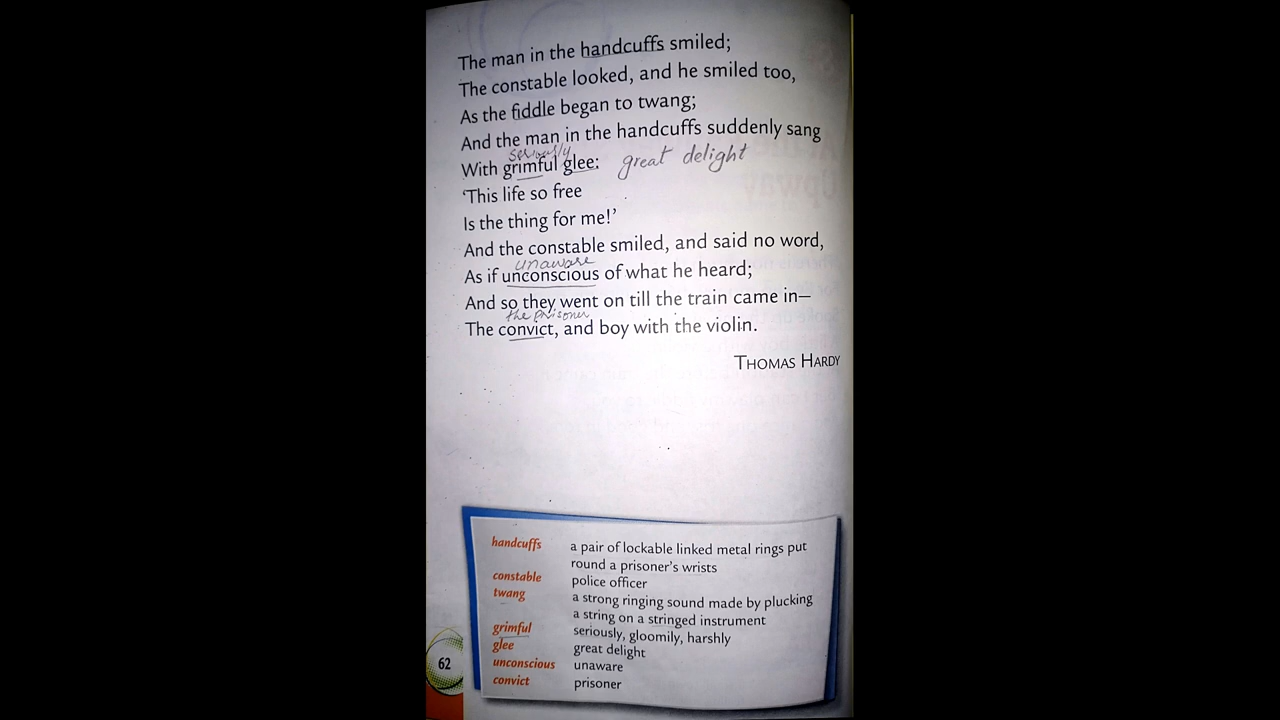 The man in the handcuffs smiled;
The constable looked, and he smiled too,
As the fiddle began to twang;
And the man in the handcuffs suddenly sang
seriously
With grimful glee: great delight
‘This life so free
Is the thing for me!’
And the constable smiled, and said no word,
unaware
As if unconscious of what he heard;
And so they went on till the train came in—
the prisoner
The convict, and boy with the violin.
THOMAS HARDY
handcuffs a pair of lockable linked metal rings put
round a prisoner's wrists
constable police officer
twang a strong ringing sound made by plucking
a string on a stringed instrument
grimful seriously, gloomily, harshly
glee great delight
unconscious unaware
convict prisoner
62